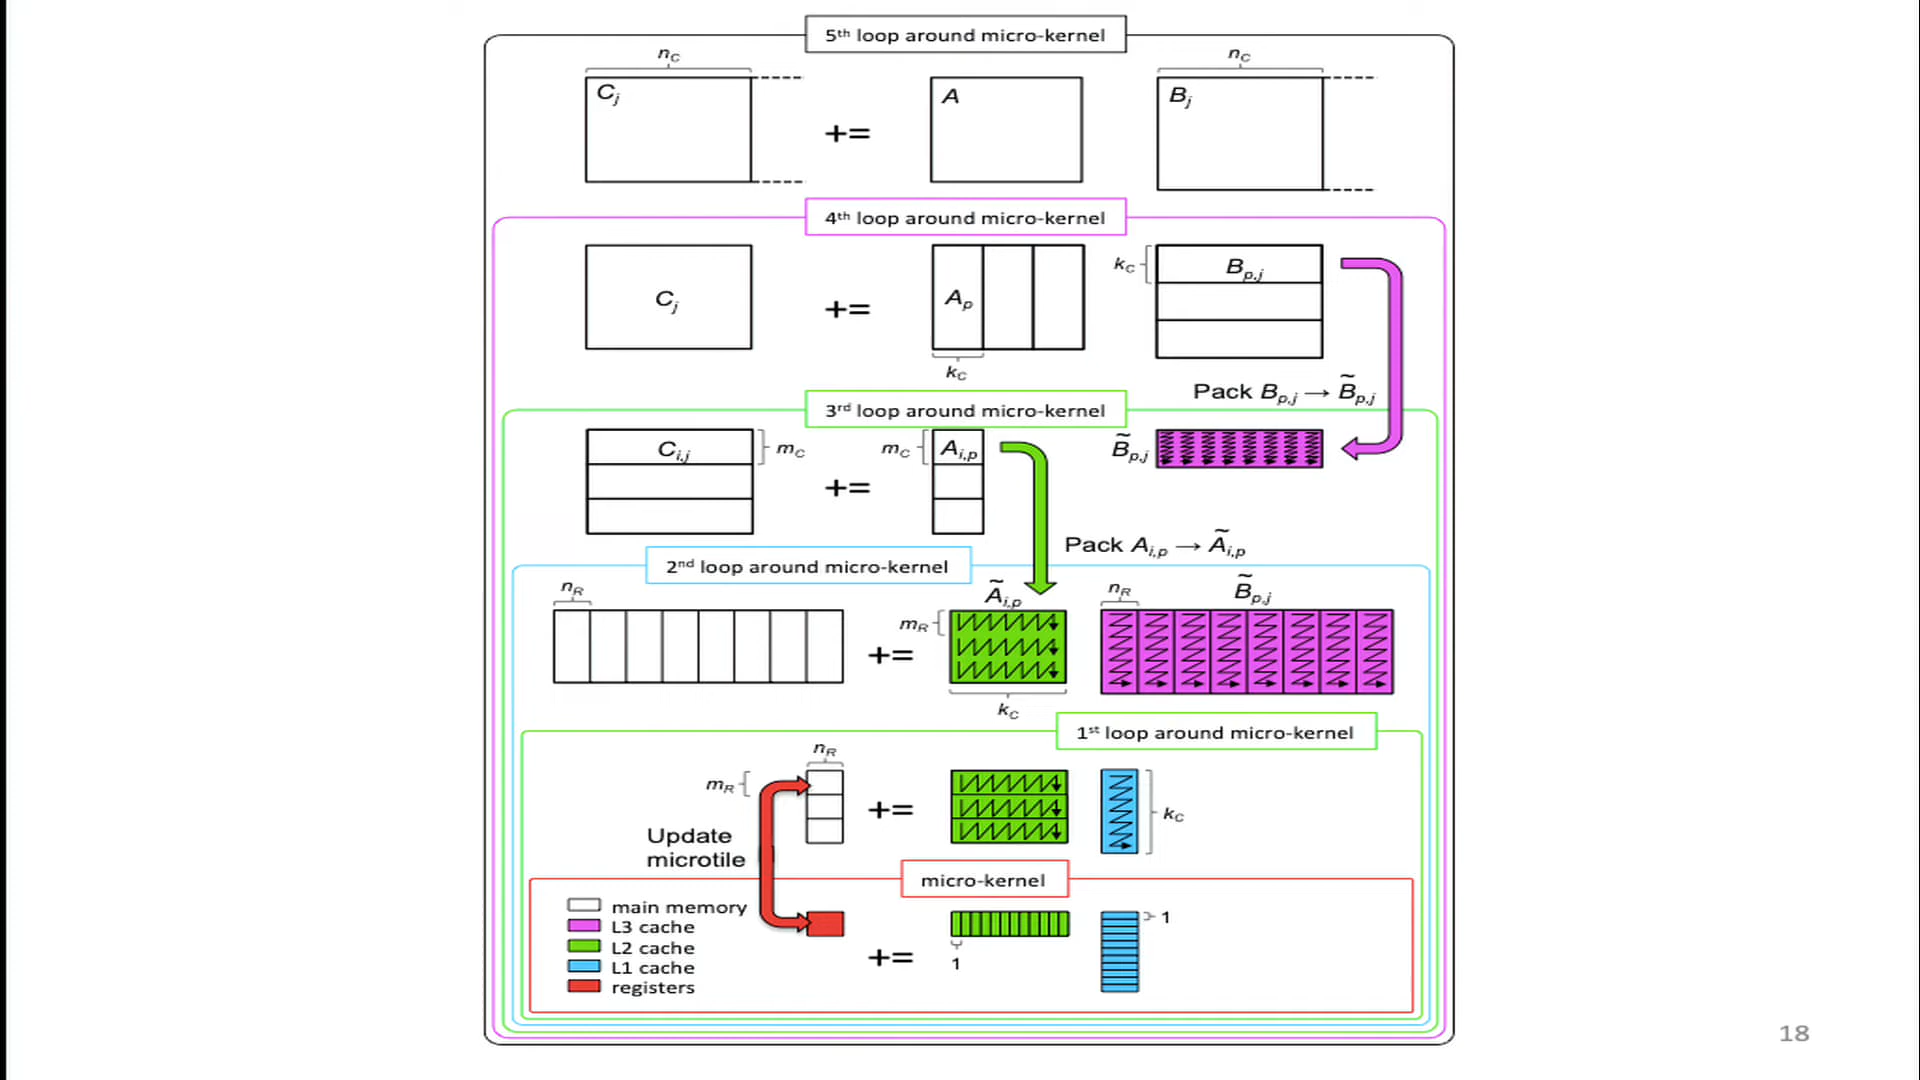 5th loop around micro-kernel
nC
nC
Cj
+=
A
Bj
4th loop around micro-kernel
Cj
+=
Ap
kC
kC
Bp,j
Pack Bp,j → B̃p,j
3rd loop around micro-kernel
Ci,j
mC
+=
mC
Ai,p
B̃p,j
Pack Ai,p → Ãi,p
2nd loop around micro-kernel
nR
+=
mR
Ãi,p
kC
nR
B̃p,j
1st loop around micro-kernel
nR
mR
+=
kC
Update
microtile
micro-kernel
main memory
L3 cache
L2 cache
L1 cache
registers
+=
1
1
18